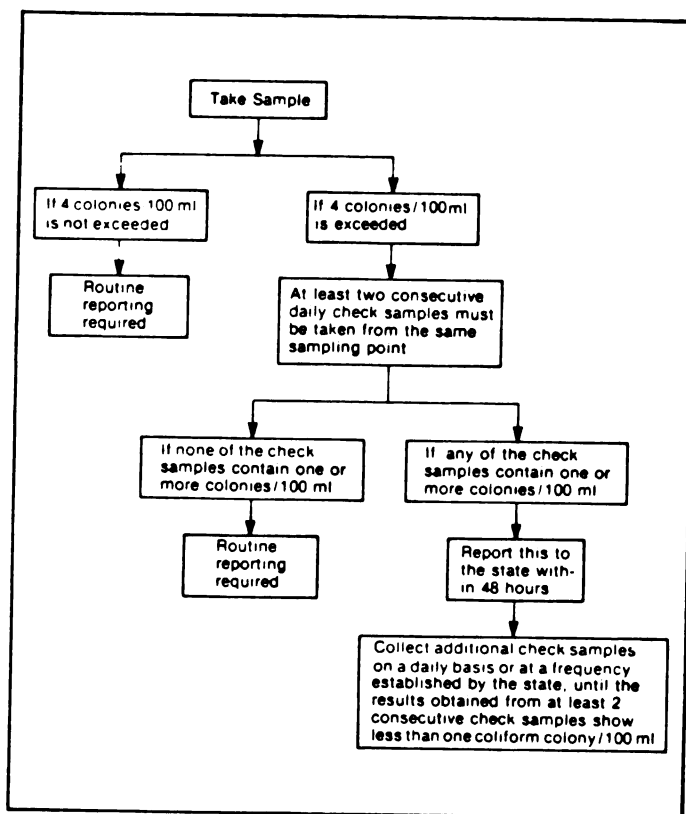 Take Sample
If 4 colonies 100 ml
is not exceeded
If 4 colonies/100ml
is exceeded
Routine
reporting
required
At least two consecutive
daily check samples must
be taken from the same
sampling point
If none of the check
samples contain one or
more colonies/100 ml
If any of the check
samples contain one or
more colonies/100 ml
Routine
reporting
required
Report this to
the state with-
in 48 hours
Collect additional check samples
on a daily basis or at a frequency
established by the state, until the
results obtained from at least 2
consecutive check samples show
less than one coliform colony/100 ml